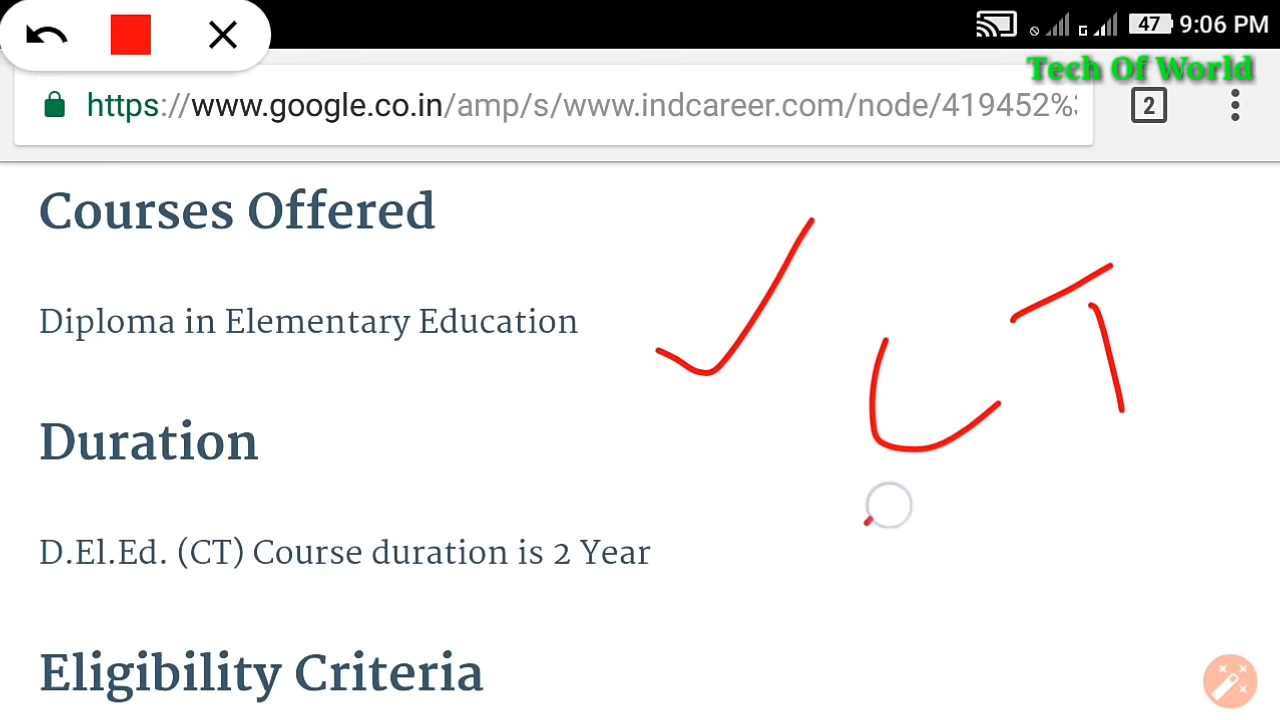 47 9:06 PM
Tech Of World
https://www.google.co.in/amp/s/www.indcareer.com/node/419452%
2
Courses Offered
Diploma in Elementary Education
CT
Duration
D.El.Ed. (CT) Course duration is 2 Year
Eligibility Criteria